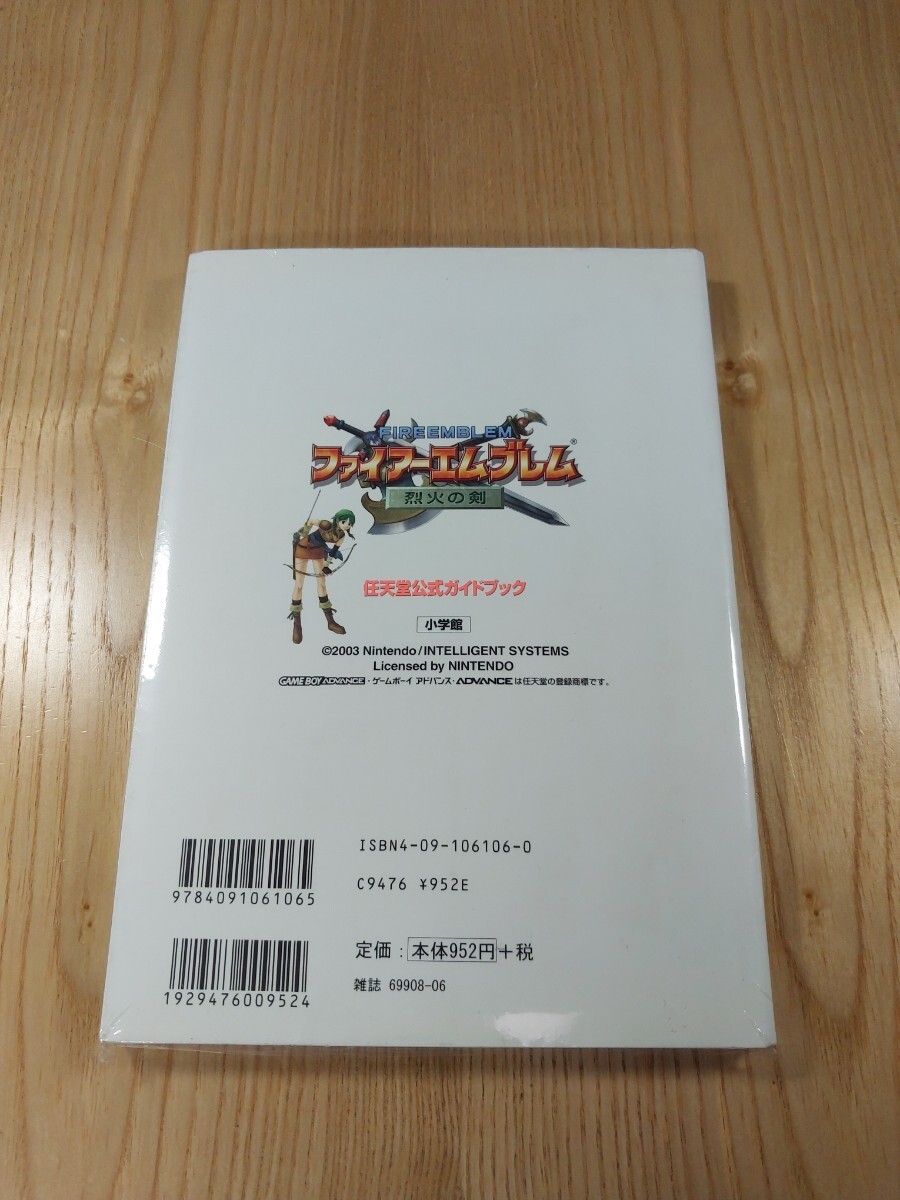 FIRE EMBLEM
ファイアーエムブレム®
烈火の剣
任天堂公式ガイドブック
小学館
©2003 Nintendo/INTELLIGENT SYSTEMS
Licensed by NINTENDO
GAME BOY ADVANCE・ゲームボーイ アドバンス・ADVANCEは任天堂の登録商標です。
ISBN4-09-106106-0
9784091061065
C9476 ¥952E
1929476009524
定価：本体952円+税
雑誌 69908-06